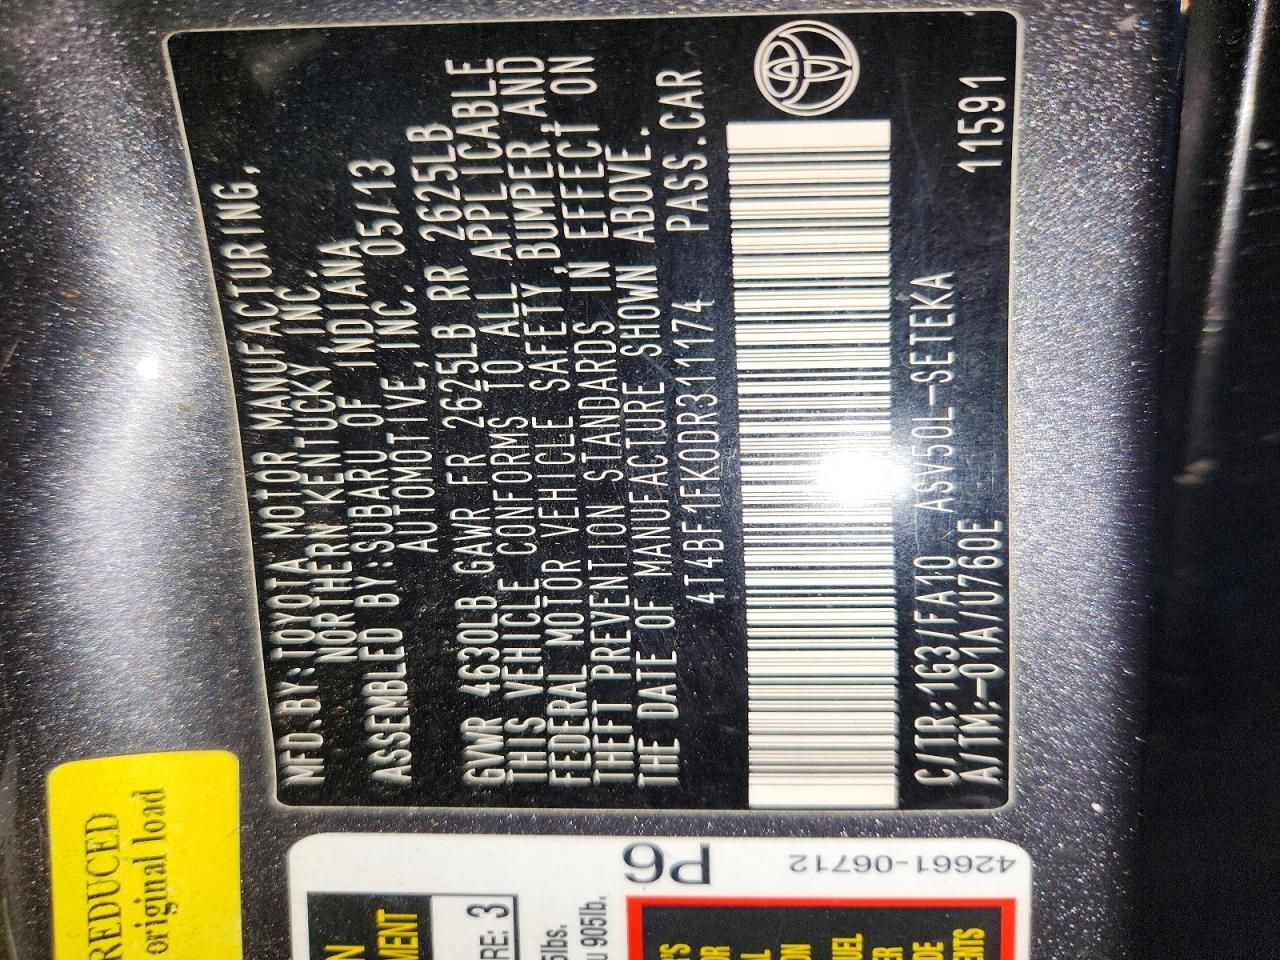 MFD.BY:TOYOTA MOTOR MANUFACTURING,
NORTHERN KENTUCKY INC.
ASSEMBLED BY:SUBARU OF INDIANA
AUTOMOTIVE,INC. 05/13
GVWR 4630LB GAWR FR 2625LB RR 2625LB
THIS VEHICLE CONFORMS TO ALL APPLICABLE
FEDERAL MOTOR VEHICLE SAFETY,BUMPER,AND
THEFT PREVENTION STANDARDS IN EFFECT ON
THE DATE OF MANUFACTURE SHOWN ABOVE.
4T4BF1FK0DR311174 PASS.CAR
C/TR:1G3/FA10 ASV50L-SETEKA
A/TM:-01A/U760E 11591
REDUCED
original load
P6
42661-06712
RE: 3
905lb.